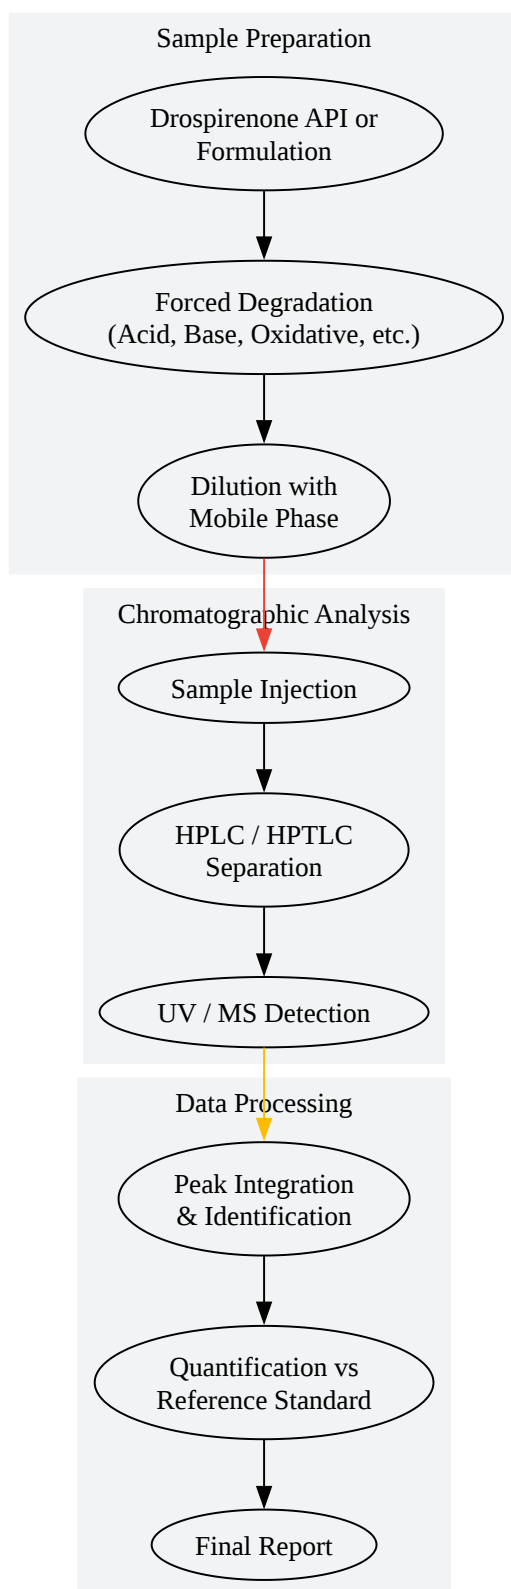 Sample Preparation
Drospirenone API or
Formulation
Forced Degradation
(Acid, Base, Oxidative, etc.)
Dilution with
Mobile Phase
Chromatographic Analysis
Sample Injection
HPLC / HPTLC
Separation
UV / MS Detection
Data Processing
Peak Integration
& Identification
Quantification vs
Reference Standard
Final Report